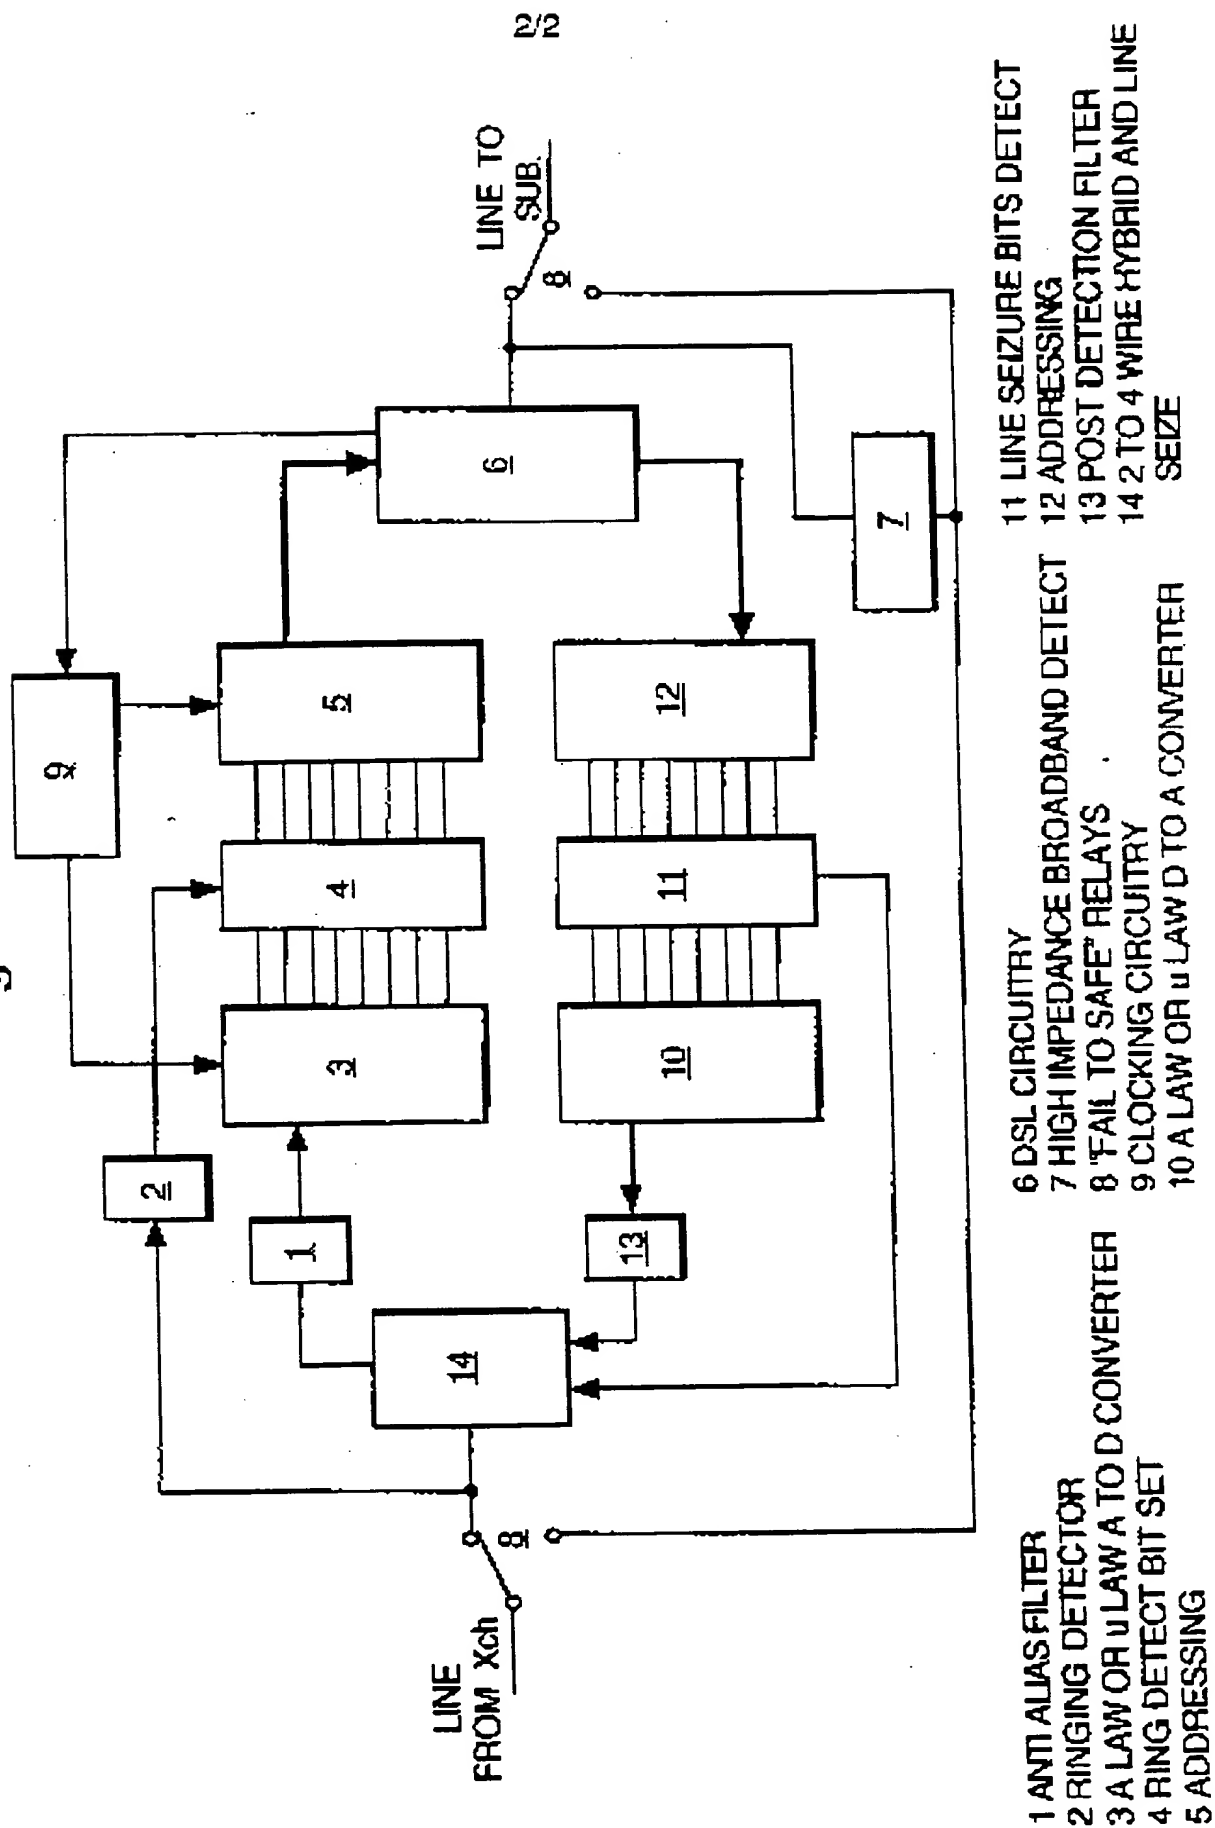 2/2
LINE
FROM Xch
LINE TO
SUB.
8
8
9
2
1
3
4
5
6
14
13
10
11
12
7
1 ANTI ALIAS FILTER
2 RINGING DETECTOR
3 A LAW OR u LAW A TO D CONVERTER
4 RING DETECT BIT SET
5 ADDRESSING
6 DSL CIRCUITRY
7 HIGH IMPEDANCE BROADBAND DETECT
8 "FAIL TO SAFE" RELAYS
9 CLOCKING CIRCUITRY
10 A LAW OR u LAW D TO A CONVERTER
11 LINE SEIZURE BITS DETECT
12 ADDRESSING
13 POST DETECTION FILTER
14 2 TO 4 WIRE HYBRID AND LINE
SEIZE